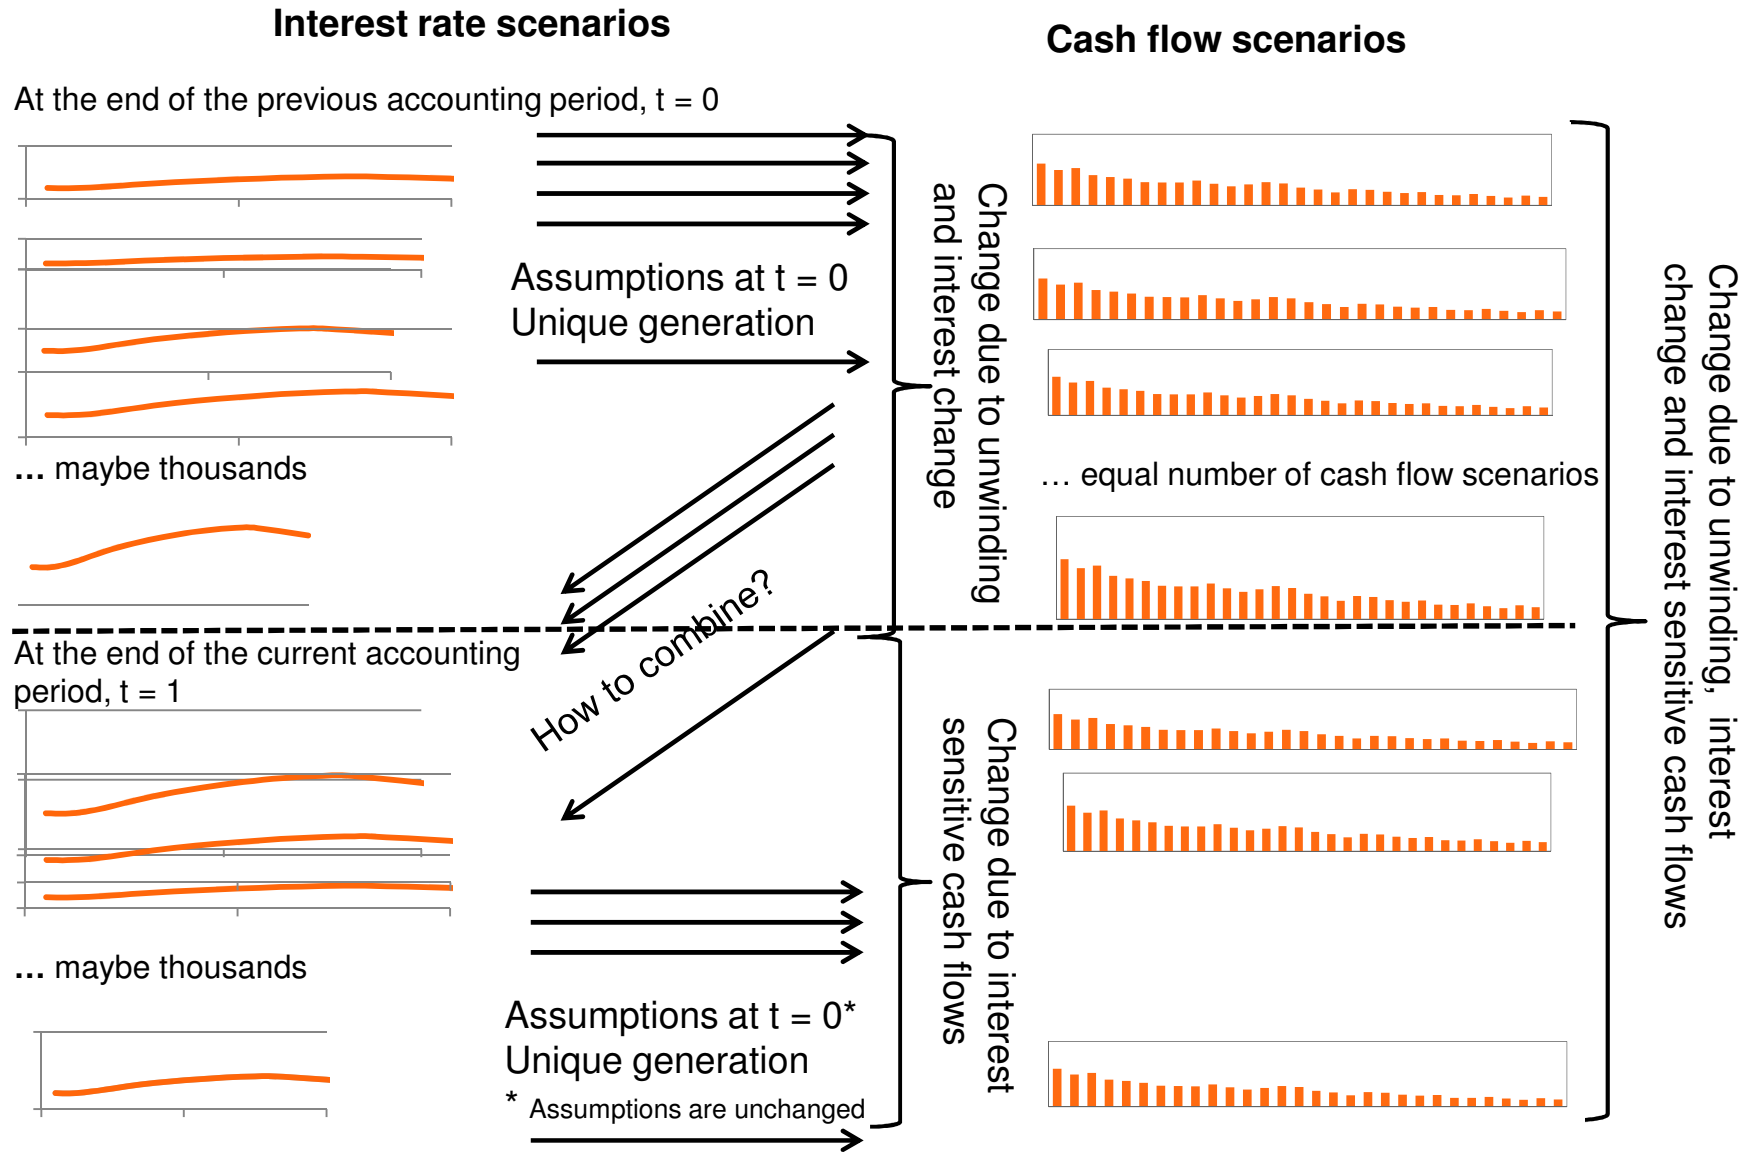 Interest rate scenarios
Cash flow scenarios
At the end of the previous accounting period, t = 0
Assumptions at t = 0
Unique generation
Change due to unwinding
and interest change
... maybe thousands
… equal number of cash flow scenarios
Change due to unwinding, interest
change and interest sensitive cash flows
How to combine?
At the end of the current accounting
period, t = 1
Change due to interest
sensitive cash flows
... maybe thousands
Assumptions at t = 0*
Unique generation
* Assumptions are unchanged